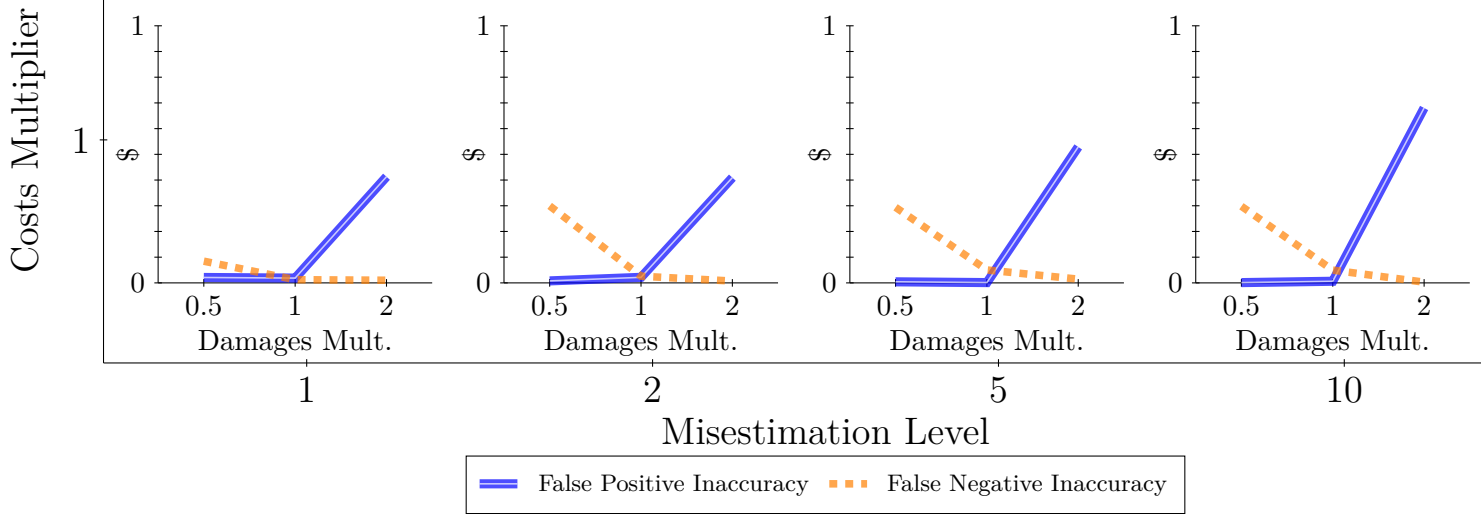 Costs Multiplier
1
1
$
0
0.5 1 2
Damages Mult.
1
$
0
0.5 1 2
Damages Mult.
1
$
0
0.5 1 2
Damages Mult.
1
$
0
0.5 1 2
Damages Mult.
1 2 5 10
Misestimation Level
False Positive Inaccuracy False Negative Inaccuracy